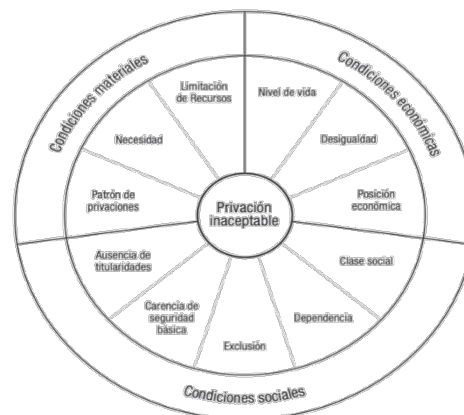 Condiciones materiales
Condiciones económicas
Limitación
de Recursos
Nivel de vida
Necesidad
Desigualdad
Patrón de
privaciones
Privación
inaceptable
Posición
económica
Ausencia de
titularidades
Clase social
Carencia de
seguridad
básica
Dependencia
Exclusión
Condiciones sociales